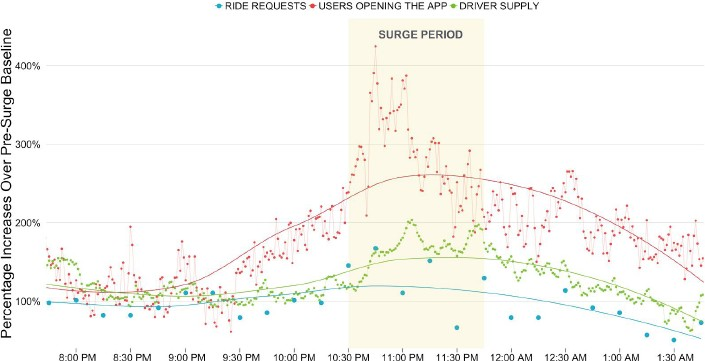 RIDE REQUESTS USERS OPENING THE APP DRIVER SUPPLY
SURGE PERIOD
Percentage Increases Over Pre-Surge Baseline
400%
300%
200%
100%
8:00 PM 8:30 PM 9:00 PM 9:30 PM 10:00 PM 10:30 PM 11:00 PM 11:30 PM 12:00 AM 12:30 AM 1:00 AM 1:30 AM